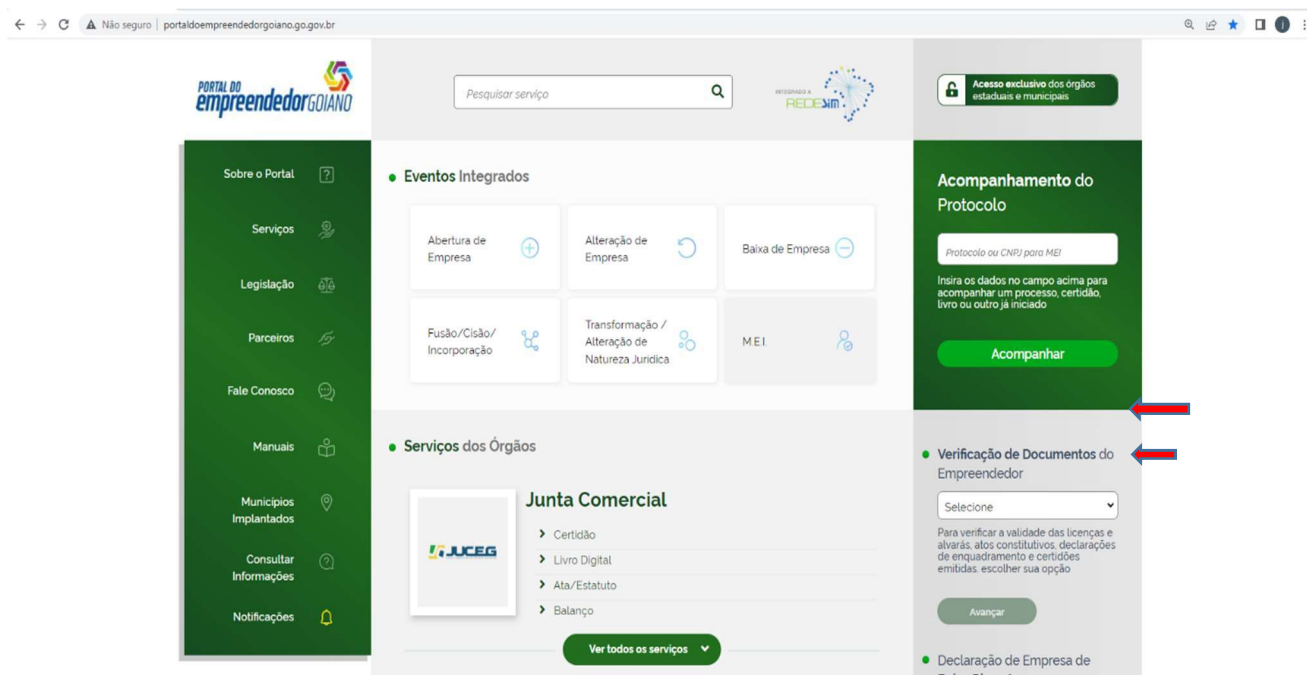 Não seguro | portaldoempreendedorgoiano.go.gov.br
PORTAL DO
empreendedorGOIANO
Pesquisar serviço
INTEGRADO A
REDESIM
Acesso exclusivo dos órgãos
estaduais e municipais
Sobre o Portal
Serviços
Legislação
Parceiros
Fale Conosco
Manuais
Municípios
Implantados
Consultar
Informações
Notificações
Eventos Integrados
Abertura de
Empresa
Alteração de
Empresa
Baixa de Empresa
Fusão/Cisão/
Incorporação
Transformação /
Alteração de
Natureza Jurídica
M.E.I.
Serviços dos Órgãos
JUCEG
Junta Comercial
Certidão
Livro Digital
Ata/Estatuto
Balanço
Ver todos os serviços
Acompanhamento do
Protocolo
Protocolo ou CNPJ para MEI
Insira os dados no campo acima para
acompanhar um processo, certidão,
livro ou outro já iniciado
Acompanhar
Verificação de Documentos do
Empreendedor
Selecione
Para verificar a validade das licenças e
alvarás, atos constitutivos, declarações
de enquadramento e certidões
emitidas. escolher sua opção
Avançar
Declaração de Empresa de